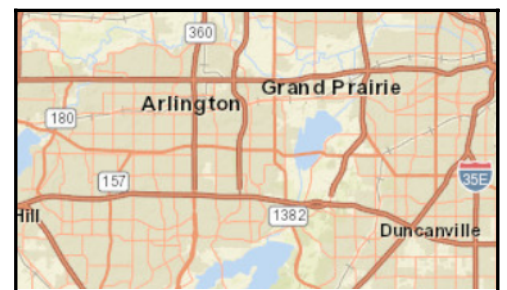 360
Grand Prairie
Arlington
180
157
35E
Hill
1382
Duncanville